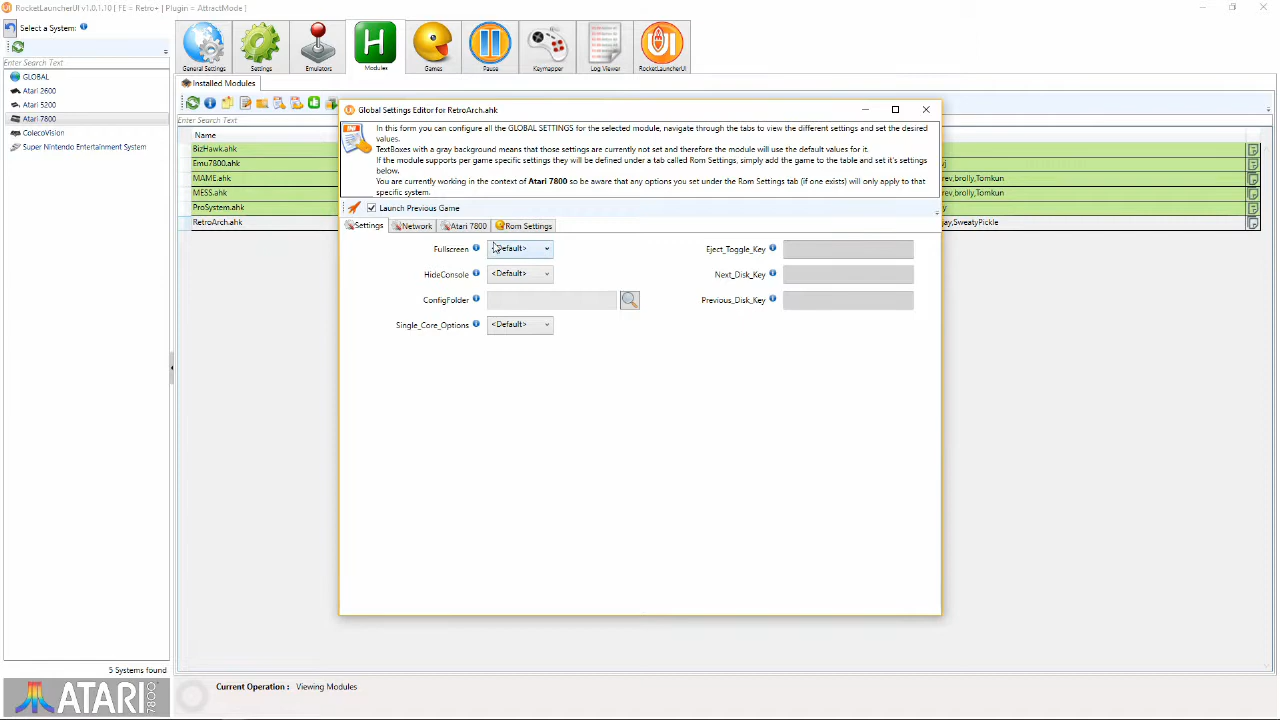 RocketLauncherUI v1.0.1.10 [ FE = Retro+ | Plugin = AttractMode ]
Select a System:
Enter Search Text
GLOBAL
Atari 2600
Atari 5200
Atari 7800
ColecoVision
Super Nintendo Entertainment System
5 Systems found
ATARI 7800
General Settings
Settings
Emulators
H
Modules
Games
Pause
Keymapper
Log Viewer
RocketLauncherUI
Installed Modules
Enter Search Text
Name
BizHawk.ahk
Emu7800.ahk
MAME.ahk
rev,brolly,Tomkun
MESS.ahk
rev,brolly,Tomkun
ProSystem.ahk
RetroArch.ahk
ay,SweatyPickle
Global Settings Editor for RetroArch.ahk
In this form you can configure all the GLOBAL SETTINGS for the selected module, navigate through the tabs to view the different settings and set the desired
values.
TextBoxes with a gray background means that those settings are currently not set and therefore the module will use the default values for it.
If the module supports per game specific settings they will be defined under a tab called Rom Settings, simply add the game to the table and set it's settings
below.
You are currently working in the context of Atari 7800 so be aware that any options you set under the Rom Settings tab (if one exists) will only apply to that
specific system.
Launch Previous Game
Settings
Network
Atari 7800
Rom Settings
Fullscreen
<Default>
Eject_Toggle_Key
HideConsole
<Default>
Next_Disk_Key
ConfigFolder
Previous_Disk_Key
Single_Core_Options
<Default>
Current Operation : Viewing Modules